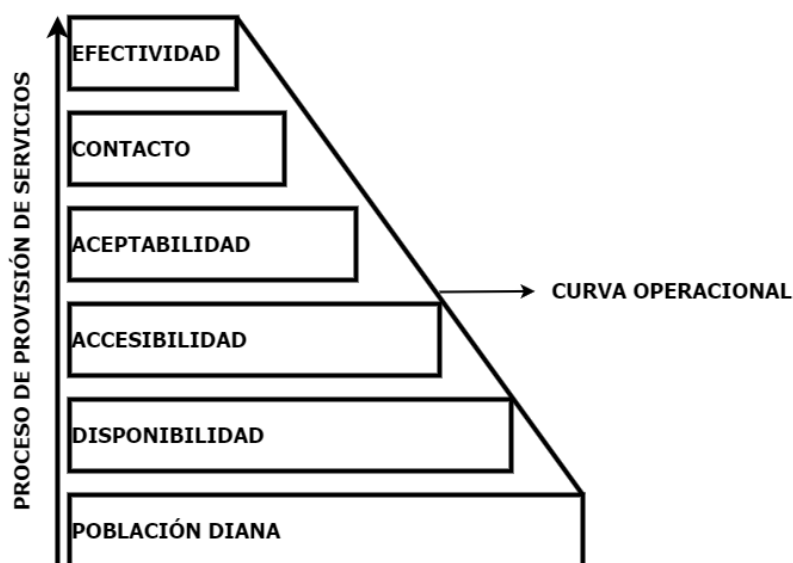 PROCESO DE PROVISIÓN DE SERVICIOS
EFECTIVIDAD
CONTACTO
ACEPTABILIDAD
ACCESIBILIDAD
CURVA OPERACIONAL
DISPONIBILIDAD
POBLACIÓN DIANA